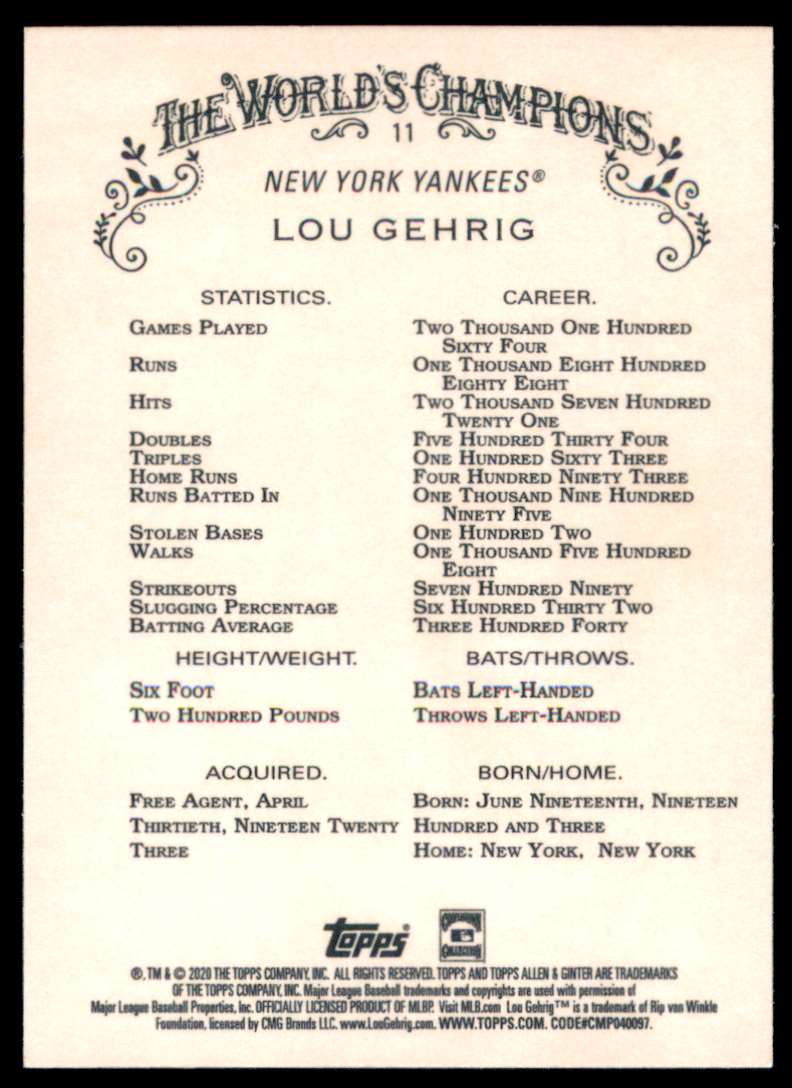 THE WORLD'S CHAMPIONS
11
NEW YORK YANKEES®
LOU GEHRIG
STATISTICS. CAREER.
GAMES PLAYED TWO THOUSAND ONE HUNDRED
SIXTY FOUR
RUNS ONE THOUSAND EIGHT HUNDRED
EIGHTY EIGHT
HITS TWO THOUSAND SEVEN HUNDRED
TWENTY ONE
DOUBLES FIVE HUNDRED THIRTY FOUR
TRIPLES ONE HUNDRED SIXTY THREE
HOME RUNS FOUR HUNDRED NINETY THREE
RUNS BATTED IN ONE THOUSAND NINE HUNDRED
NINETY FIVE
STOLEN BASES ONE HUNDRED TWO
WALKS ONE THOUSAND FIVE HUNDRED
EIGHT
STRIKEOUTS SEVEN HUNDRED NINETY
SLUGGING PERCENTAGE SIX HUNDRED THIRTY TWO
BATTING AVERAGE THREE HUNDRED FORTY
HEIGHT/WEIGHT. BATS/THROWS.
SIX FOOT BATS LEFT-HANDED
TWO HUNDRED POUNDS THROWS LEFT-HANDED
ACQUIRED. BORN/HOME.
FREE AGENT, APRIL BORN: JUNE NINETEENTH, NINETEEN
THIRTIETH, NINETEEN TWENTY HUNDRED AND THREE
THREE HOME: NEW YORK, NEW YORK
topps® COOPERSTOWN
COLLECTION
®, TM & © 2020 THE TOPPS COMPANY, INC. ALL RIGHTS RESERVED. TOPPS AND TOPPS ALLEN & GINTER ARE TRADEMARKS
OF THE TOPPS COMPANY, INC. Major League Baseball trademarks and copyrights are used with permission of
Major League Baseball Properties, Inc. OFFICIALLY LICENSED PRODUCT OF MLBP. Visit MLB.com Lou Gehrig™ is a trademark of Rip van Winkle
Foundation, licensed by CMG Brands LLC. www.LouGehrig.com. WWW.TOPPS.COM. CODE#CMP040097.